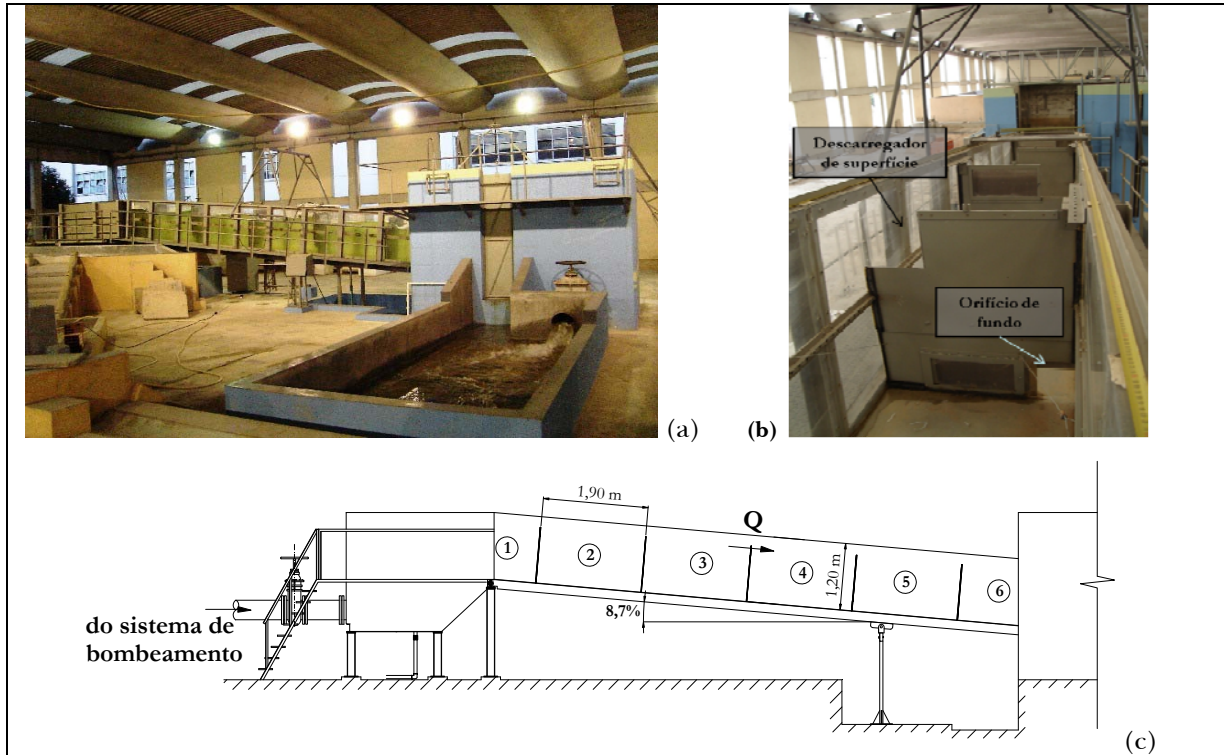 Descarregador
de superfície
Orifício de
fundo
(a)
(b)
1,90 m
Q
1
2
3
4
5
6
1,20 m
8,7%
do sistema de
bombeamento
(c)